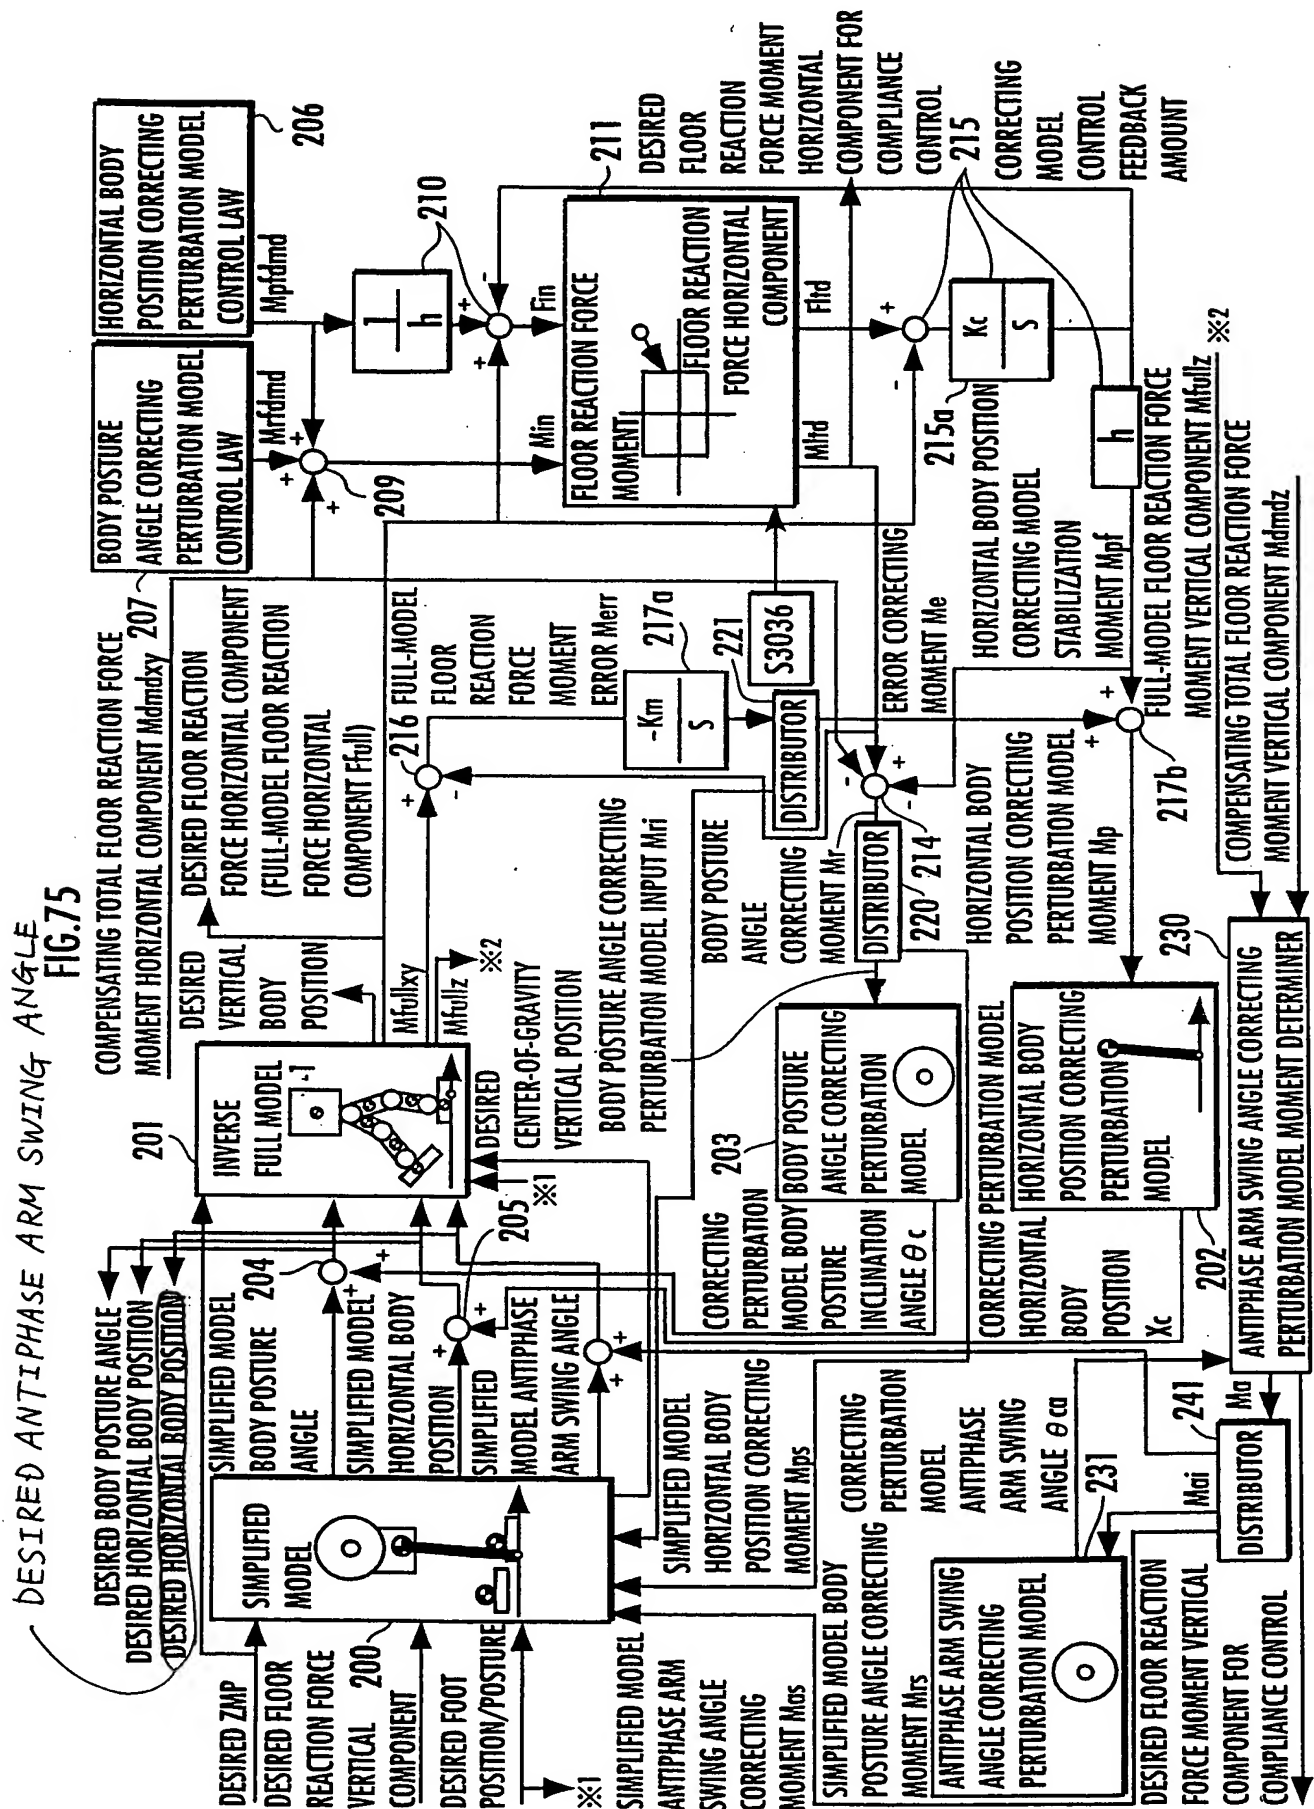 DESIRED ANTIPHASE ARM SWING ANGLE
FIG.75
DESIRED BODY POSTURE ANGLE
DESIRED HORIZONTAL BODY POSITION
DESIRED HORIZONTAL BODY POSITION
DESIRED ZMP
DESIRED FLOOR
REACTION FORCE
VERTICAL
COMPONENT
200
DESIRED FOOT
POSITION/POSTURE
※1
SIMPLIFIED
MODEL
SIMPLIFIED MODEL
BODY POSTURE
ANGLE
204
+
+
SIMPLIFIED MODEL
HORIZONTAL BODY
POSITION
205
+
+
SIMPLIFIED
MODEL ANTIPHASE
ARM SWING ANGLE
+
+
201
INVERSE
FULL MODEL
※1
DESIRED
CENTER-OF-GRAVITY
VERTICAL POSITION
COMPENSATING TOTAL FLOOR REACTION FORCE
MOMENT HORIZONTAL COMPONENT Mdmdxy
DESIRED
VERTICAL
BODY
POSITION
DESIRED FLOOR REACTION
FORCE HORIZONTAL COMPONENT
(FULL-MODEL FLOOR REACTION
FORCE HORIZONTAL
COMPONENT Ffull)
Mfullxy
Mfullz
※2
207
BODY POSTURE
ANGLE CORRECTING
PERTURBATION MODEL
CONTROL LAW
Mrfdmd
HORIZONTAL BODY
POSITION CORRECTING
PERTURBATION MODEL
CONTROL LAW
206
Mpfdmd
+
+
+
209
1
h
210
+
+
-
Min
Fin
FLOOR REACTION FORCE
MOMENT
FLOOR REACTION
FORCE HORIZONTAL
COMPONENT
211
Mltd
Fltd
DESIRED
FLOOR
REACTION
FORCE MOMENT
HORIZONTAL
COMPONENT FOR
COMPLIANCE
CONTROL
216
+
-
FULL-MODEL
FLOOR
REACTION
FORCE
MOMENT
ERROR Merr
217a
-Km
S
221
DISTRIBUTOR
S3036
+
-
215
215a
Kc
S
h
CORRECTING
MODEL
CONTROL
FEEDBACK
AMOUNT
ERROR CORRECTING
MOMENT Me
HORIZONTAL BODY POSITION
CORRECTING MODEL
STABILIZATION
MOMENT Mpf
BODY POSTURE ANGLE CORRECTING
PERTURBATION MODEL INPUT Mri
BODY POSTURE
ANGLE
CORRECTING
MOMENT Mr
-
+
-
214
DISTRIBUTOR
220
HORIZONTAL BODY
POSITION CORRECTING
PERTURBATION MODEL
MOMENT Mp
+
+
217b
FULL-MODEL FLOOR REACTION FORCE
MOMENT VERTICAL COMPONENT Mfullz ※2
COMPENSATING TOTAL FLOOR REACTION FORCE
MOMENT VERTICAL COMPONENT Mdmdz
203
BODY POSTURE
ANGLE CORRECTING
PERTURBATION
MODEL
CORRECTING
PERTURBATION
MODEL BODY
POSTURE
INCLINATION
ANGLE θc
CORRECTING PERTURBATION MODEL
HORIZONTAL
BODY
POSITION
Xc
HORIZONTAL BODY
POSITION CORRECTING
PERTURBATION
MODEL
202
230
ANTIPHASE ARM SWING ANGLE CORRECTING
PERTURBATION MODEL MOMENT DETERMINER
SIMPLIFIED MODEL
HORIZONTAL BODY
POSITION CORRECTING
MOMENT Mps
CORRECTING
PERTURBATION
MODEL
ANTIPHASE
ARM SWING
ANGLE θca
SIMPLIFIED MODEL
ANTIPHASE ARM
SWING ANGLE
CORRECTING
MOMENT Mas
SIMPLIFIED MODEL BODY
POSTURE ANGLE CORRECTING
MOMENT Mrs
231
ANTIPHASE ARM SWING
ANGLE CORRECTING
PERTURBATION MODEL
Mai
Ma
241
DISTRIBUTOR
DESIRED FLOOR REACTION
FORCE MOMENT VERTICAL
COMPONENT FOR
COMPLIANCE CONTROL